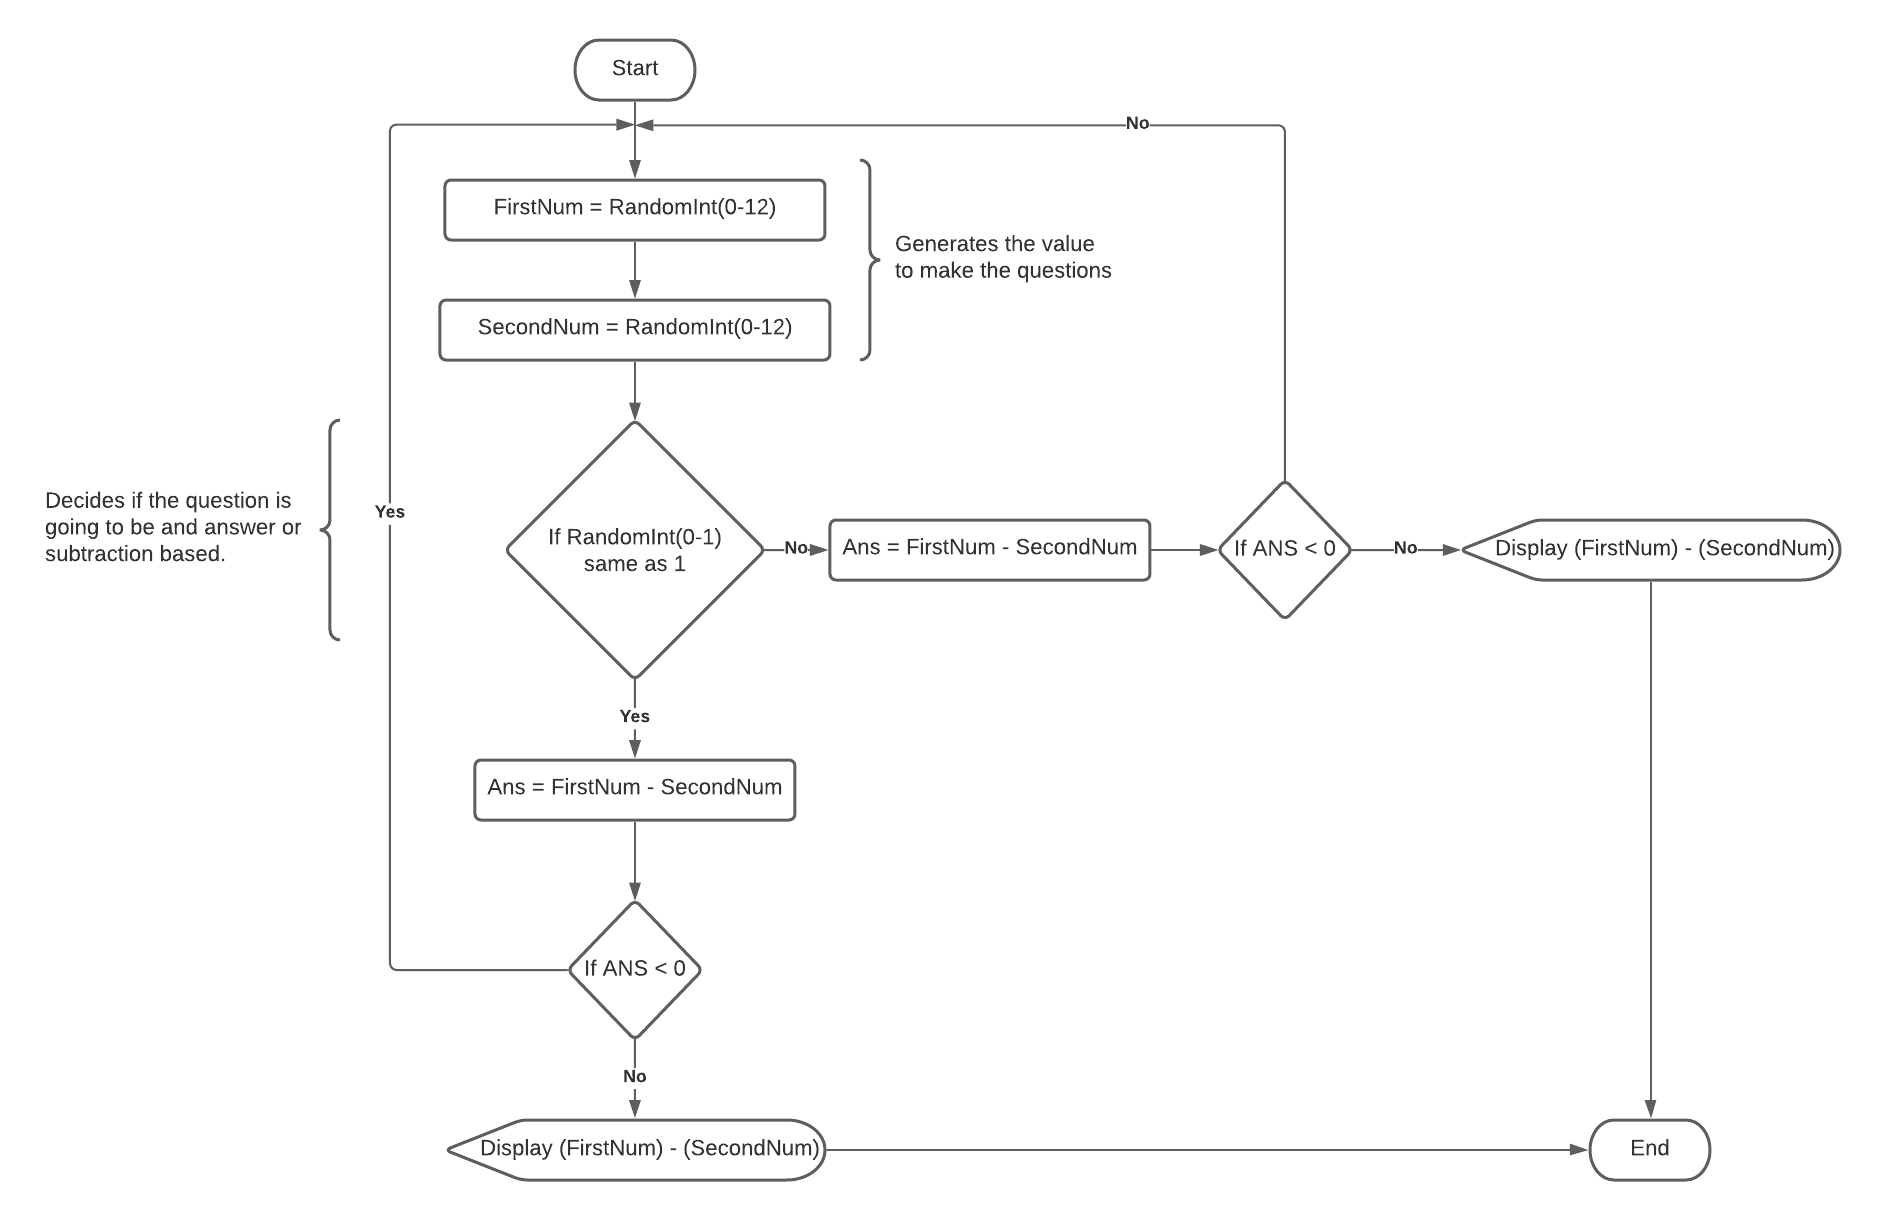 Start
No
FirstNum = RandomInt(0-12)
Generates the value
to make the questions
SecondNum = RandomInt(0-12)
Decides if the question is
going to be and answer or
subtraction based.
Yes
If RandomInt(0-1)
same as 1
No
Ans = FirstNum - SecondNum
If ANS < 0
No
Display (FirstNum) - (SecondNum)
Yes
Ans = FirstNum - SecondNum
If ANS < 0
No
Display (FirstNum) - (SecondNum)
End